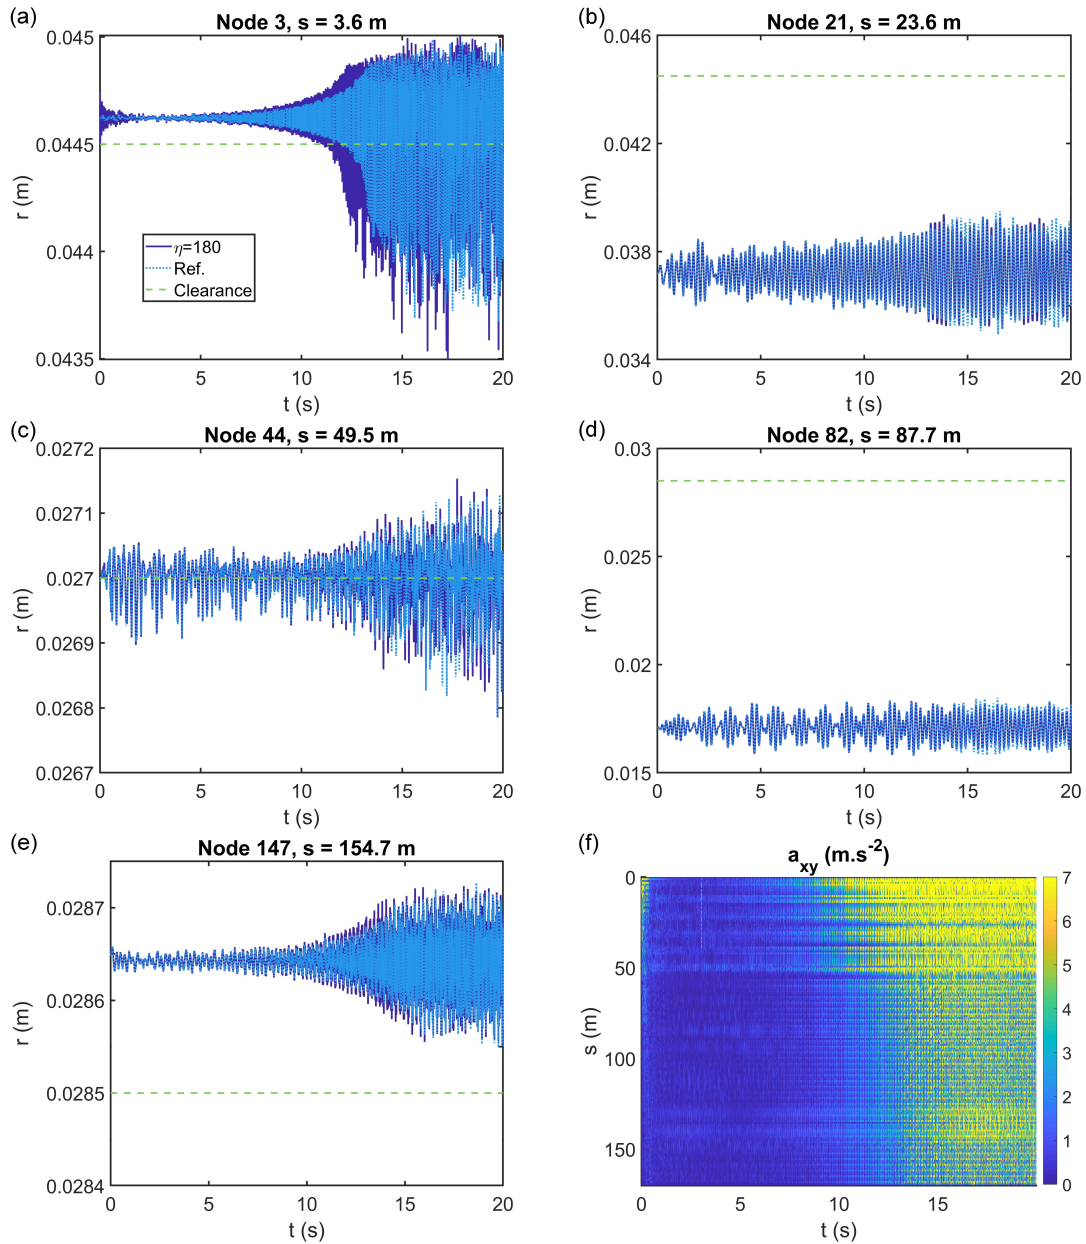 (a)
Node 3, s = 3.6 m
0.045
0.0445
0.044
0.0435
r (m)
η=180
Ref.
Clearance
0 5 10 15 20
t (s)
(b)
Node 21, s = 23.6 m
0.046
0.042
0.038
0.034
r (m)
0 5 10 15 20
t (s)
(c)
Node 44, s = 49.5 m
0.0272
0.0271
0.027
0.0269
0.0268
0.0267
r (m)
0 5 10 15 20
t (s)
(d)
Node 82, s = 87.7 m
0.03
0.025
0.02
0.015
r (m)
0 5 10 15 20
t (s)
(e)
Node 147, s = 154.7 m
0.0287
0.0286
0.0285
0.0284
r (m)
0 5 10 15 20
t (s)
(f)
a_xy (m.s⁻²)
0
50
100
150
s (m)
0 5 10 15
t (s)
7
6
5
4
3
2
1
0